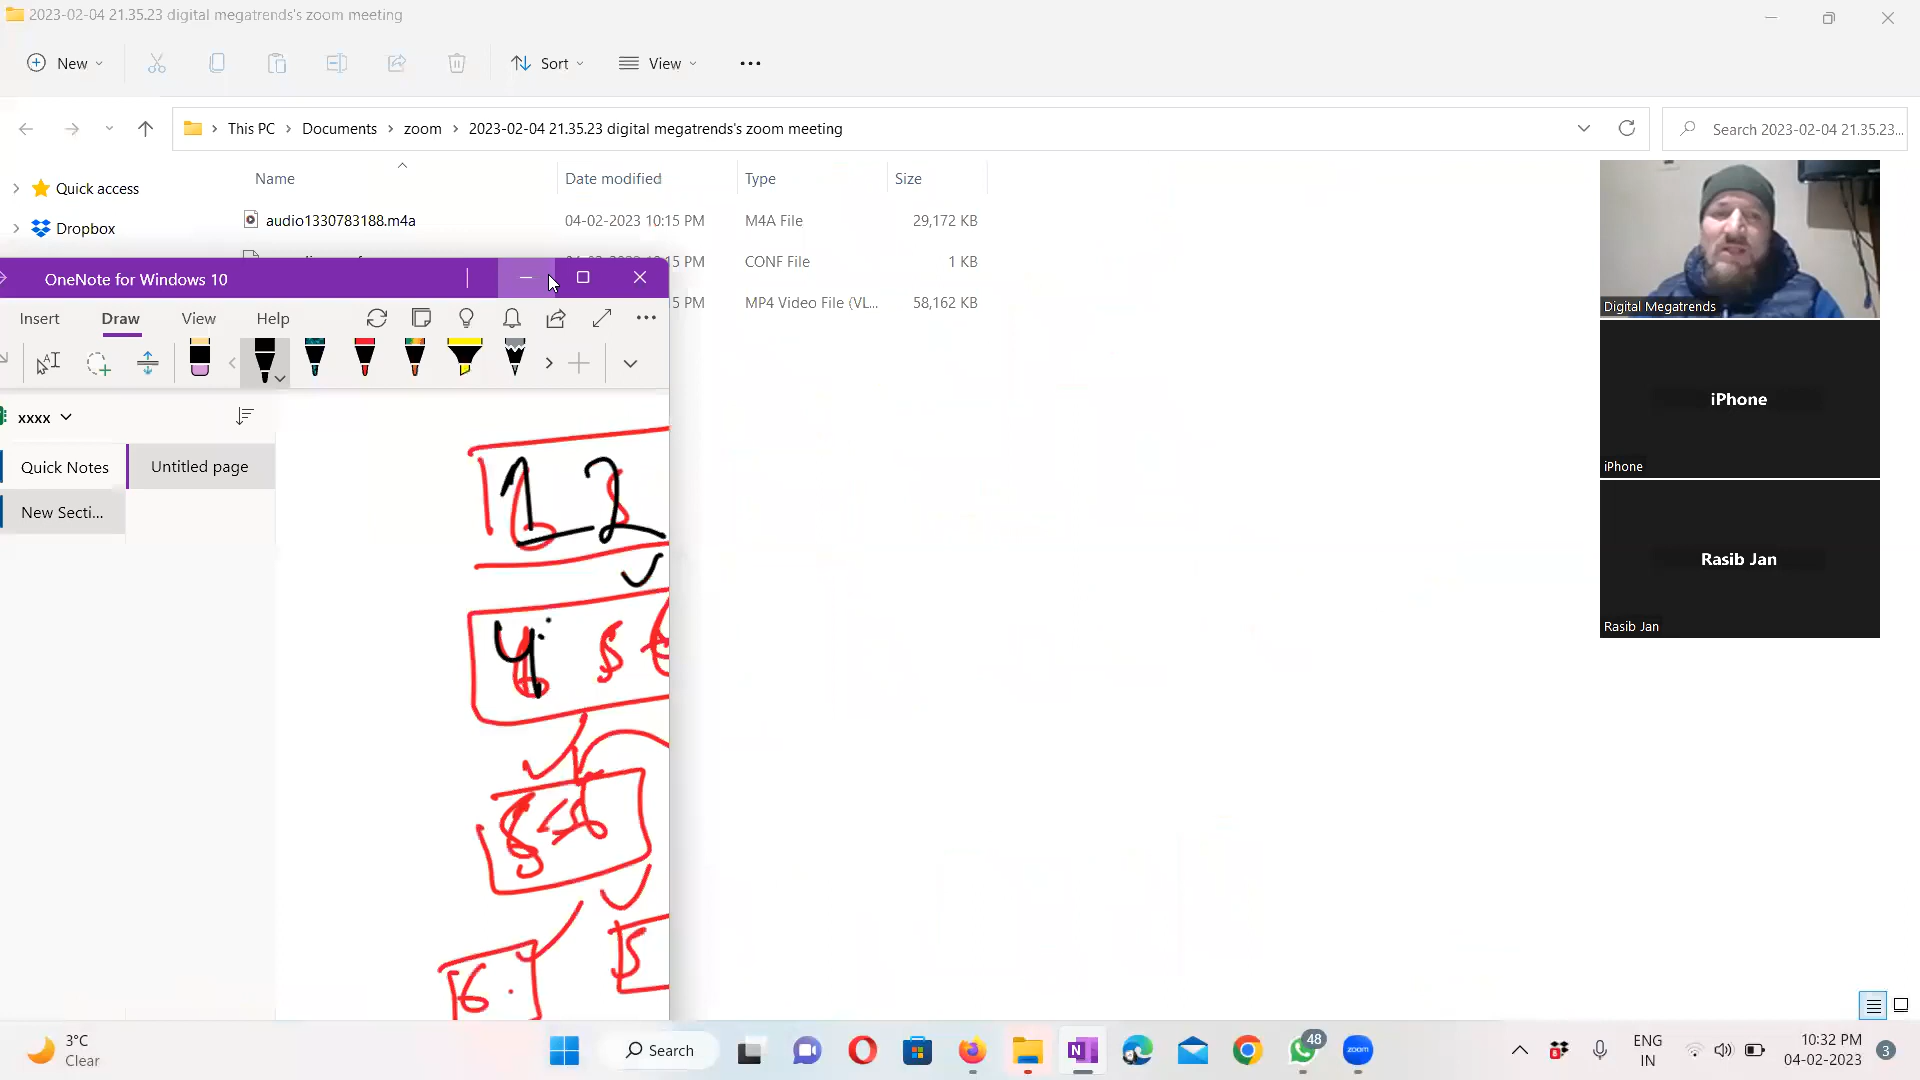 2023-02-04 21.35.23 digital megatrends's zoom meeting
New
Sort
View
This PC > Documents > zoom > 2023-02-04 21.35.23 digital megatrends's zoom meeting
Search 2023-02-04 21.35.23...
Quick access
Dropbox
Name Date modified Type Size
audio1330783188.m4a 04-02-2023 10:15 PM M4A File 29,172 KB
PM CONF File 1 KB
5 PM MP4 Video File (VL... 58,162 KB
OneNote for Windows 10
Insert Draw View Help
xxxx
Quick Notes Untitled page
New Secti...
1 2
4 5
6
5
Digital Megatrends
iPhone
iPhone
Rasib Jan
Rasib Jan
3°C
Clear
Search
48
zoom
ENG
IN
10:32 PM
04-02-2023
3